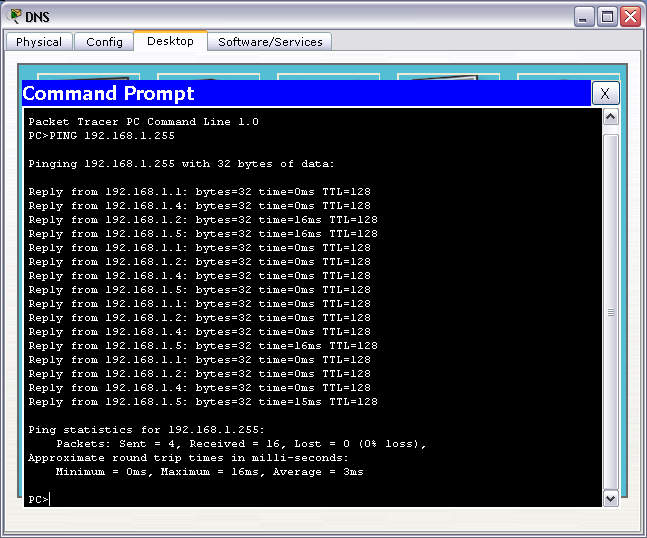 DNS
Physical Config Desktop Software/Services
Command Prompt X
Packet Tracer PC Command Line 1.0
PC>PING 192.168.1.255
Pinging 192.168.1.255 with 32 bytes of data:
Reply from 192.168.1.1: bytes=32 time=0ms TTL=128
Reply from 192.168.1.4: bytes=32 time=0ms TTL=128
Reply from 192.168.1.2: bytes=32 time=16ms TTL=128
Reply from 192.168.1.5: bytes=32 time=16ms TTL=128
Reply from 192.168.1.1: bytes=32 time=0ms TTL=128
Reply from 192.168.1.2: bytes=32 time=0ms TTL=128
Reply from 192.168.1.4: bytes=32 time=0ms TTL=128
Reply from 192.168.1.5: bytes=32 time=0ms TTL=128
Reply from 192.168.1.1: bytes=32 time=0ms TTL=128
Reply from 192.168.1.2: bytes=32 time=0ms TTL=128
Reply from 192.168.1.4: bytes=32 time=0ms TTL=128
Reply from 192.168.1.5: bytes=32 time=16ms TTL=128
Reply from 192.168.1.1: bytes=32 time=0ms TTL=128
Reply from 192.168.1.2: bytes=32 time=0ms TTL=128
Reply from 192.168.1.4: bytes=32 time=0ms TTL=128
Reply from 192.168.1.5: bytes=32 time=15ms TTL=128
Ping statistics for 192.168.1.255:
Packets: Sent = 4, Received = 16, Lost = 0 (0% loss),
Approximate round trip times in milli-seconds:
Minimum = 0ms, Maximum = 16ms, Average = 3ms
PC>